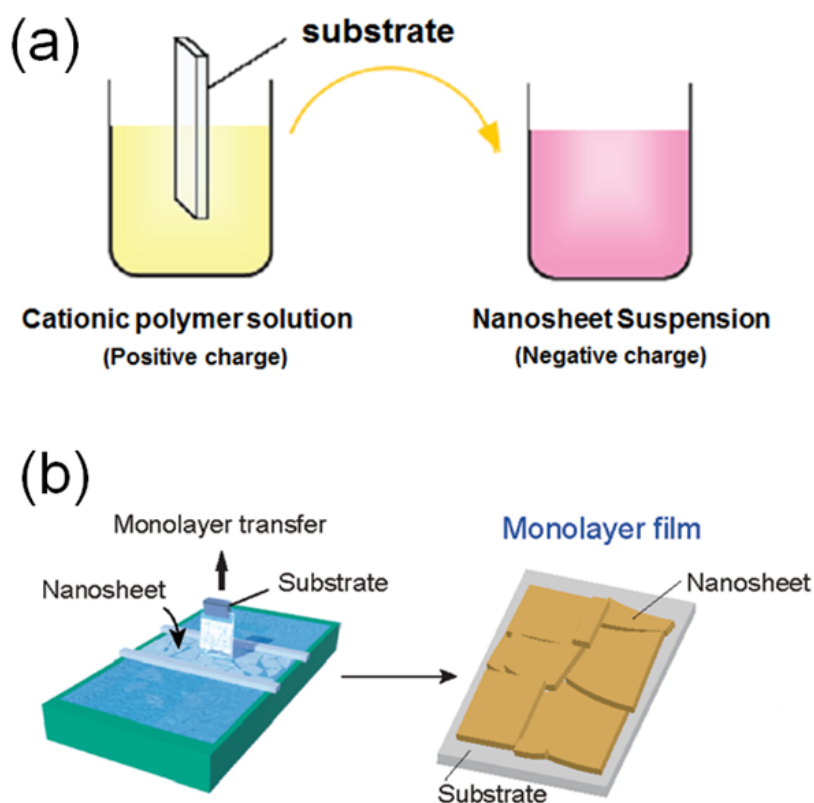 (a)
substrate
Cationic polymer solution
(Positive charge)
Nanosheet Suspension
(Negative charge)
(b)
Monolayer transfer
Nanosheet
Substrate
Monolayer film
Nanosheet
Substrate